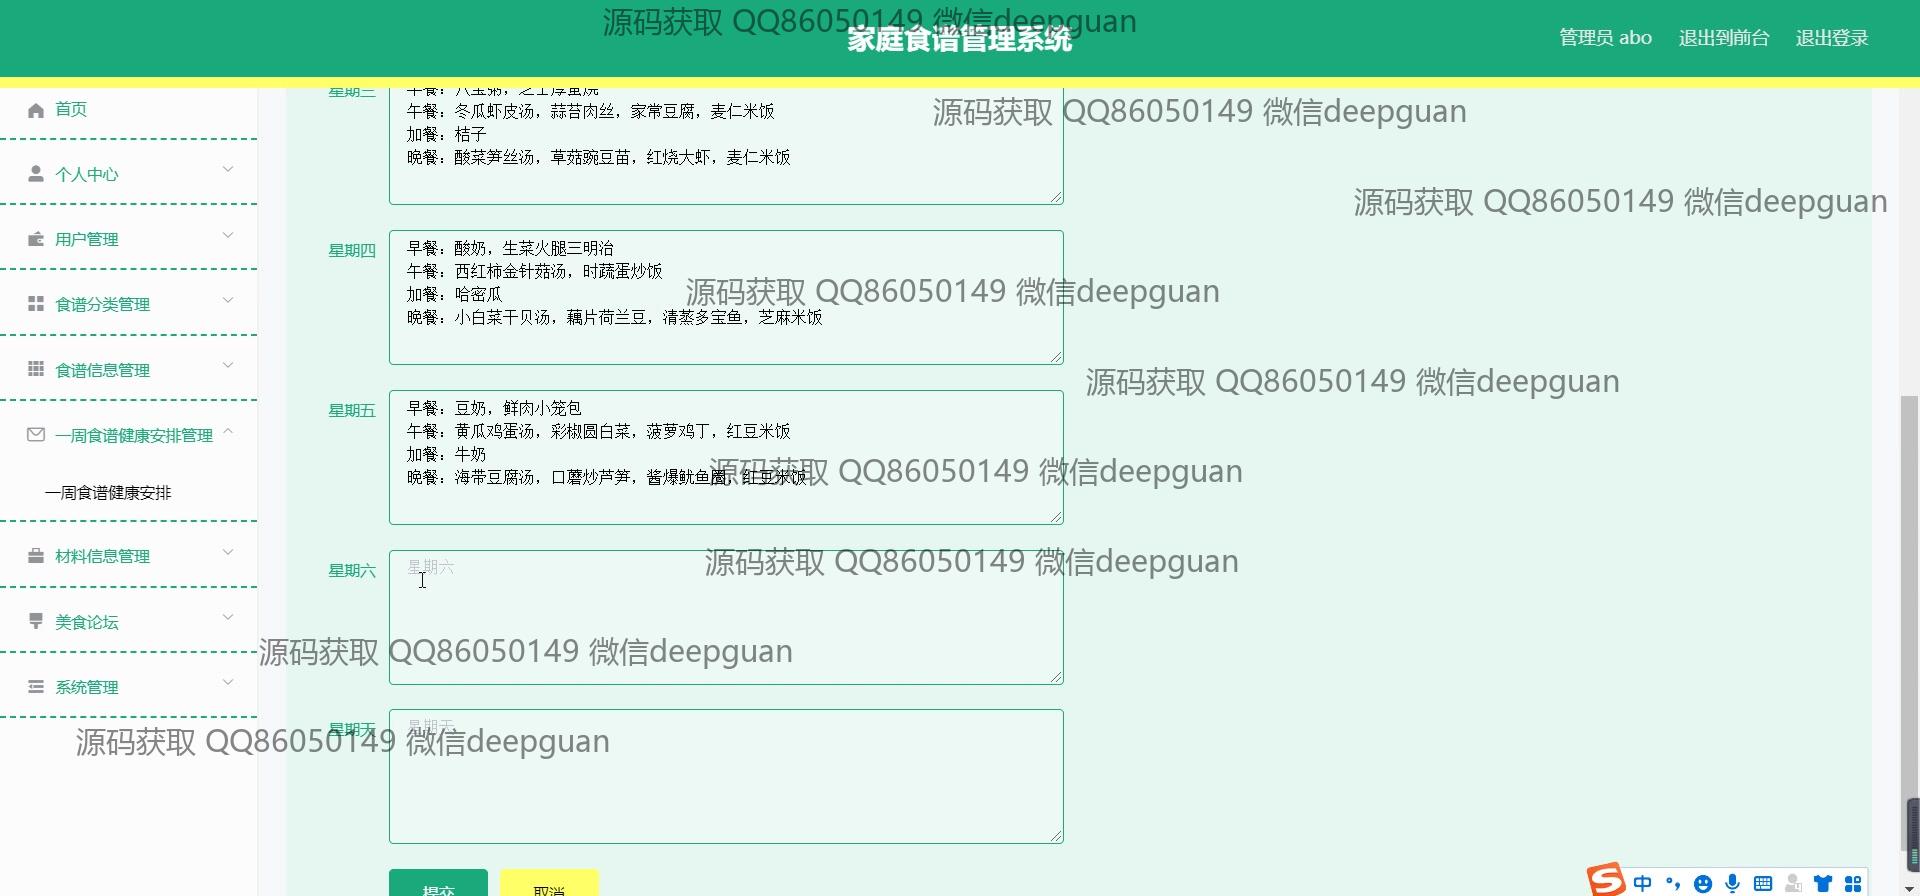 源码获取 QQ86050149 微信deepguan
家庭食谱管理系统
管理员 abo
退出到前台
退出登录
首页
个人中心
用户管理
食谱分类管理
食谱信息管理
一周食谱健康安排管理
一周食谱健康安排
材料信息管理
美食论坛
系统管理
星期三
早餐：八宝粥，芝士厚蛋烧
午餐：冬瓜虾皮汤，蒜苔肉丝，家常豆腐，麦仁米饭
加餐：桔子
晚餐：酸菜笋丝汤，草菇豌豆苗，红烧大虾，麦仁米饭
源码获取 QQ86050149 微信deepguan
源码获取 QQ86050149 微信deepguan
星期四
早餐：酸奶，生菜火腿三明治
午餐：西红柿金针菇汤，时蔬蛋炒饭
加餐：哈密瓜
晚餐：小白菜干贝汤，藕片荷兰豆，清蒸多宝鱼，芝麻米饭
源码获取 QQ86050149 微信deepguan
源码获取 QQ86050149 微信deepguan
星期五
早餐：豆奶，鲜肉小笼包
午餐：黄瓜鸡蛋汤，彩椒圆白菜，菠萝鸡丁，红豆米饭
加餐：牛奶
晚餐：海带豆腐汤，口蘑炒芦笋，酱爆鱿鱼圈，红豆米饭
源码获取 QQ86050149 微信deepguan
星期六
星期六
源码获取 QQ86050149 微信deepguan
源码获取 QQ86050149 微信deepguan
星期天
星期天
源码获取 QQ86050149 微信deepguan
提交
取消
中